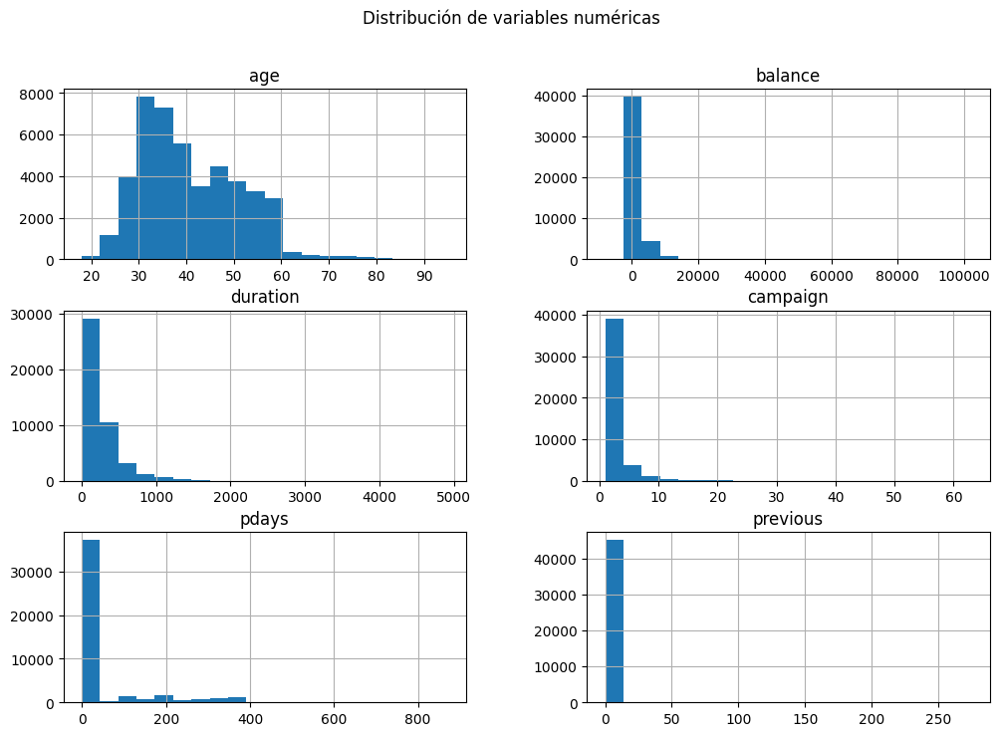 Distribución de variables numéricas
age
8000
6000
4000
2000
0
20 30 40 50 60 70 80 90
balance
40000
30000
20000
10000
0
0 20000 40000 60000 80000 100000
duration
30000
20000
10000
0
0 1000 2000 3000 4000 5000
campaign
40000
30000
20000
10000
0
0 10 20 30 40 50 60
pdays
30000
20000
10000
0
0 200 400 600 800
previous
40000
30000
20000
10000
0
0 50 100 150 200 250